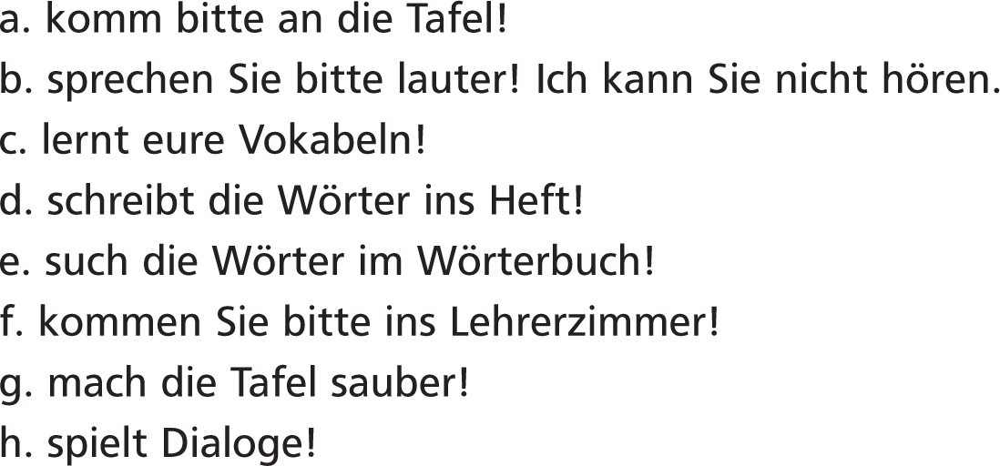 a. komm bitte an die Tafel!
b. sprechen Sie bitte lauter! Ich kann Sie nicht hören.
c. lernt eure Vokabeln!
d. schreibt die Wörter ins Heft!
e. such die Wörter im Wörterbuch!
f. kommen Sie bitte ins Lehrerzimmer!
g. mach die Tafel sauber!
h. spielt Dialoge!